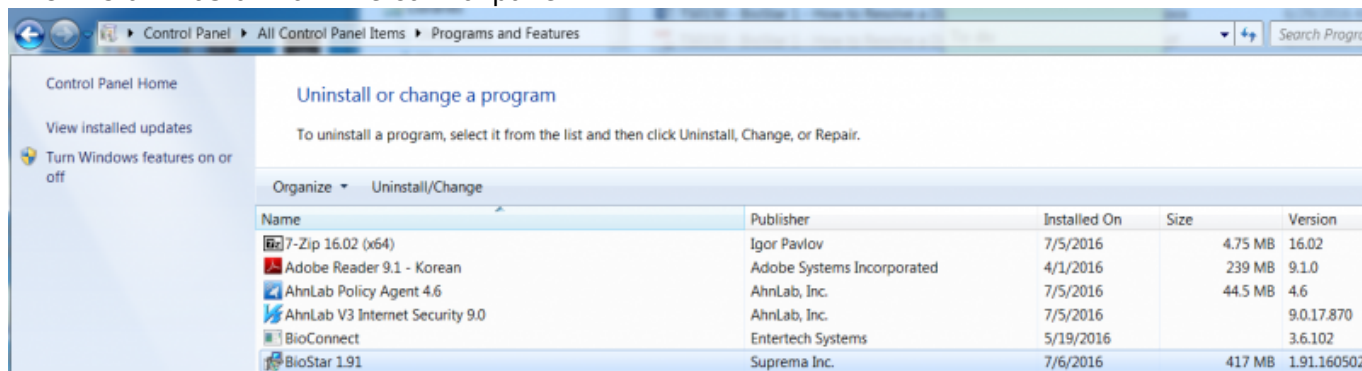 Control Panel ▸ All Control Panel Items ▸ Programs and Features
Search Progra
Control Panel Home
View installed updates
Turn Windows features on or
off
Uninstall or change a program
To uninstall a program, select it from the list and then click Uninstall, Change, or Repair.
Organize Uninstall/Change
Name Publisher Installed On Size Version
7-Zip 16.02 (x64) Igor Pavlov 7/5/2016 4.75 MB 16.02
Adobe Reader 9.1 - Korean Adobe Systems Incorporated 4/1/2016 239 MB 9.1.0
AhnLab Policy Agent 4.6 AhnLab, Inc. 7/5/2016 44.5 MB 4.6
AhnLab V3 Internet Security 9.0 AhnLab, Inc. 7/5/2016 9.0.17.870
BioConnect Entertech Systems 5/19/2016 3.6.102
BioStar 1.91 Suprema Inc. 7/6/2016 417 MB 1.91.160502